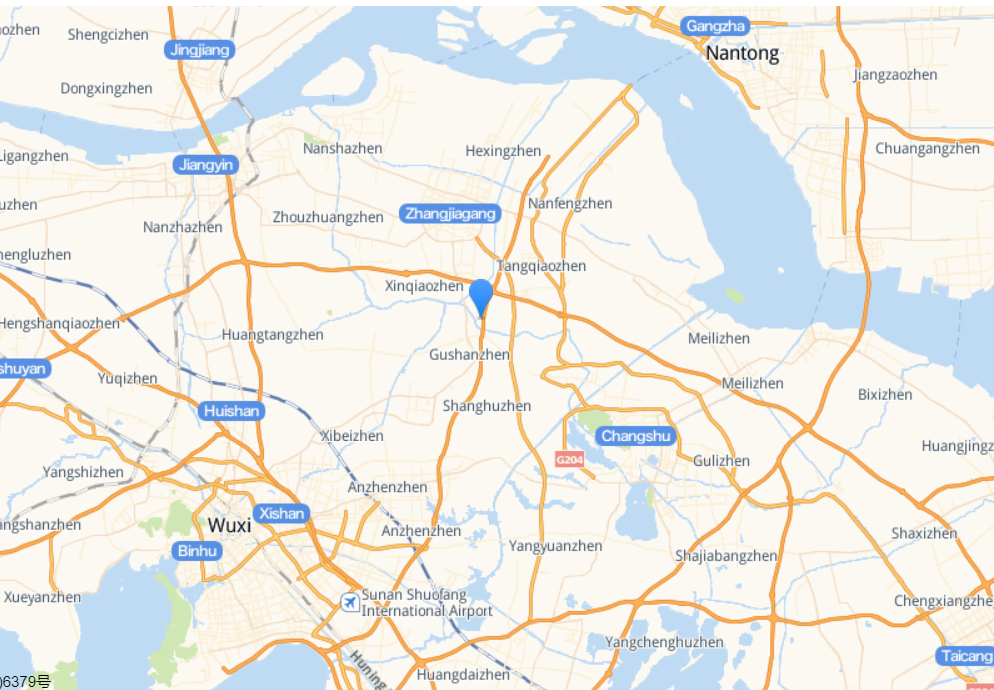 Shengcizhen
Jingjiang
Gangzha
Nantong
Dongxingzhen
Jiangzaozhen
Nanshazhen
Hexingzhen
Chuangangzhen
Jiangyin
Nanzhazhen
Zhouzhuangzhen
Zhangjiagang
Nanfengzhen
Tangqiaozhen
Xinqiaozhen
Hengshanqiaozhen
Huangtangzhen
Meilizhen
Gushanzhen
shuyan
Yuqizhen
Meilizhen
Bixizhen
Huishan
Shanghuzhen
Xibeizhen
Changshu
G204
Gulizhen
Huangjingz
Yangshizhen
Anzhenzhen
Xishan
Wuxi
angshanzhen
Anzhenzhen
Binhu
Yangyuanzhen
Shajiabangzhen
Shaxizhen
Xueyanzhen
Sunan Shuofang
International Airport
Chengxiangzhe
Yangchenghuzhen
Taicang
Huning
Huangdaizhen
6379号